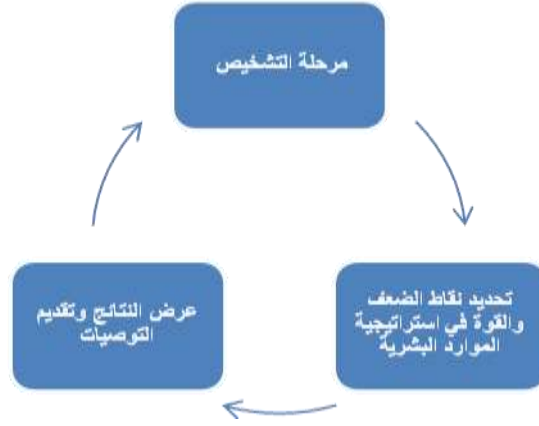 مرحلة التشخيص
تحديد نقاط الضعف
والقوة في استراتيجية
الموارد البشرية
عرض النتائج وتقديم
التوصيات